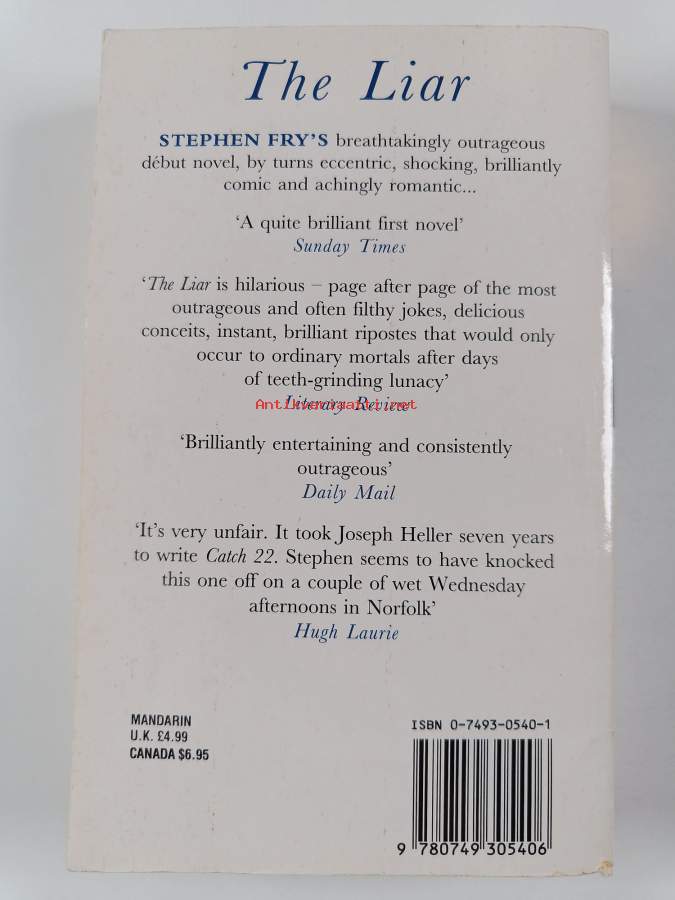 The Liar
STEPHEN FRY'S breathtakingly outrageous
début novel, by turns eccentric, shocking, brilliantly
comic and achingly romantic...
‘A quite brilliant first novel’
Sunday Times
‘The Liar is hilarious – page after page of the most
outrageous and often filthy jokes, delicious
conceits, instant, brilliant ripostes that would only
occur to ordinary mortals after days
of teeth-grinding lunacy’
Literary Review
Antikvariaatti.net
‘Brilliantly entertaining and consistently
outrageous’
Daily Mail
‘It’s very unfair. It took Joseph Heller seven years
to write Catch 22. Stephen seems to have knocked
this one off on a couple of wet Wednesday
afternoons in Norfolk’
Hugh Laurie
MANDARIN
U.K. £4.99
CANADA $6.95
ISBN 0-7493-0540-1
9 780749 305406